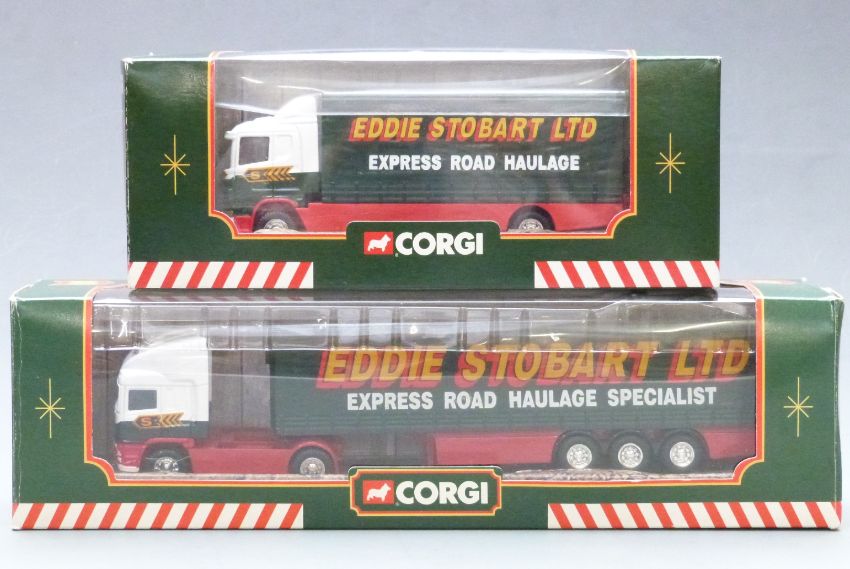 EDDIE STOBART LTD
EXPRESS ROAD HAULAGE
S
CORGI
EDDIE STOBART LTD
EXPRESS ROAD HAULAGE SPECIALIST
S
CORGI